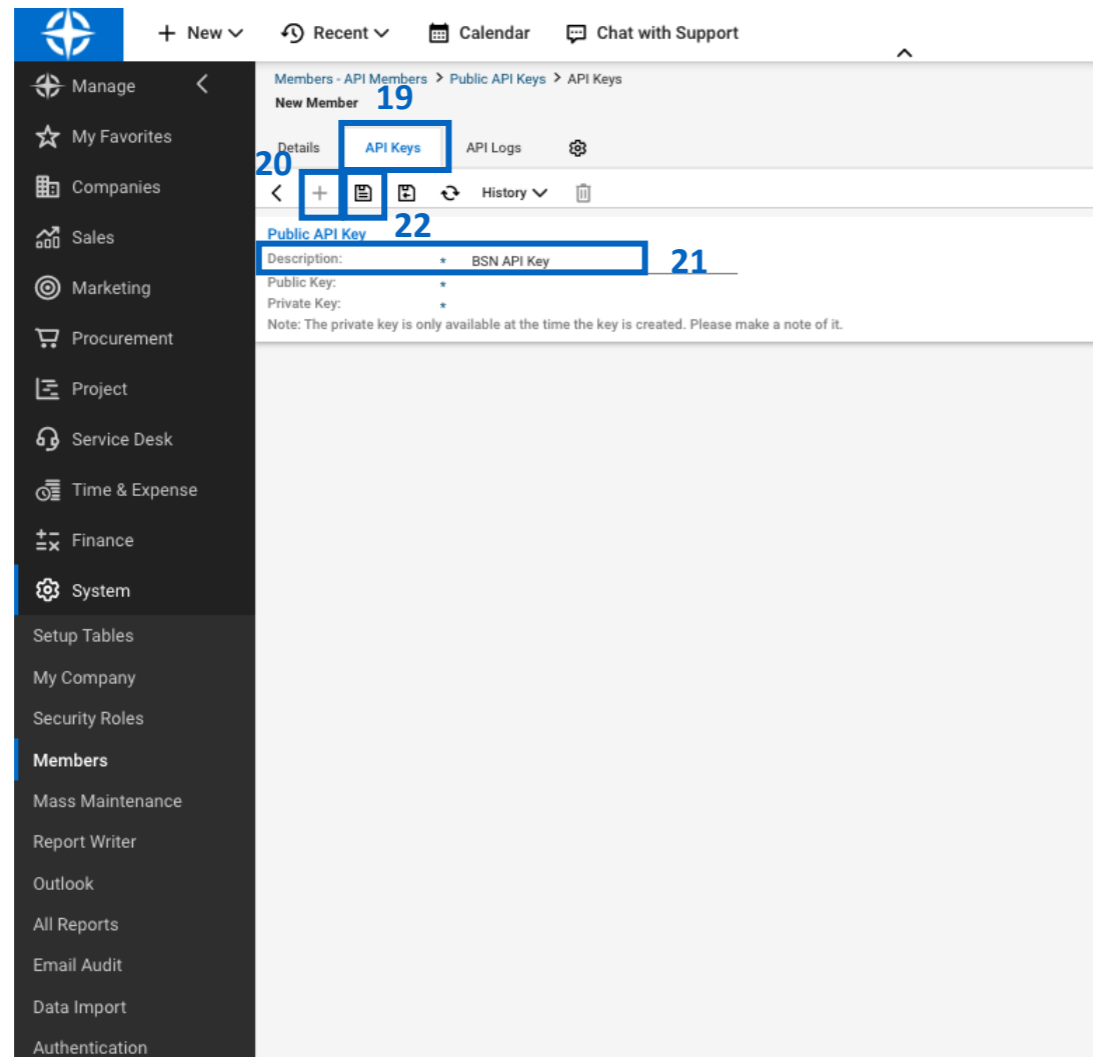 New Recent Calendar Chat with Support
Manage
My Favorites
Companies
Sales
Marketing
Procurement
Project
Service Desk
Time & Expense
Finance
System
Setup Tables
My Company
Security Roles
Members
Mass Maintenance
Report Writer
Outlook
All Reports
Email Audit
Data Import
Authentication
Members - API Members > Public API Keys > API Keys
New Member 19
Details API Keys API Logs
20
History
22
Public API Key
Description: * BSN API Key 21
Public Key: *
Private Key: *
Note: The private key is only available at the time the key is created. Please make a note of it.